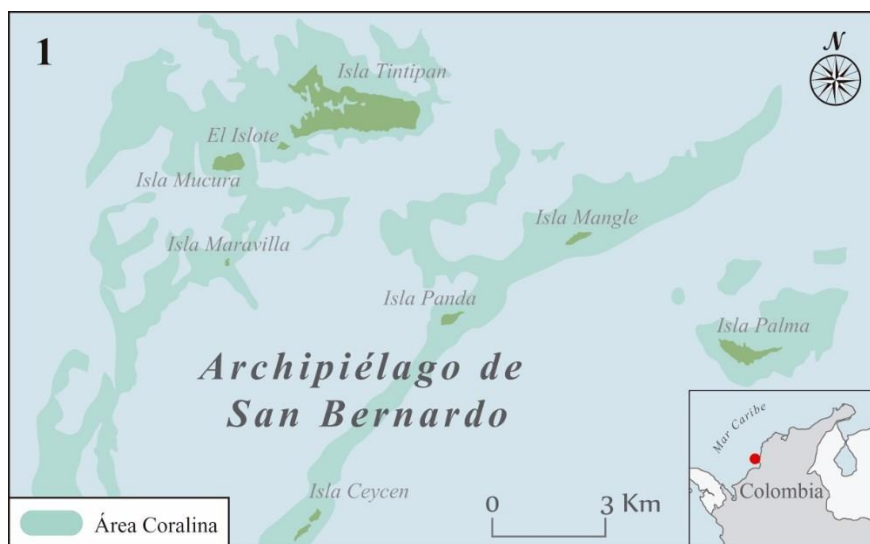 1
N
Isla Tintipan
El Islote
Isla Mucura
Isla Mangle
Isla Maravilla
Isla Panda
Isla Palma
Archipiélago de
San Bernardo
Isla Ceycen
0 3 Km
Área Coralina
Mar Caribe
Colombia